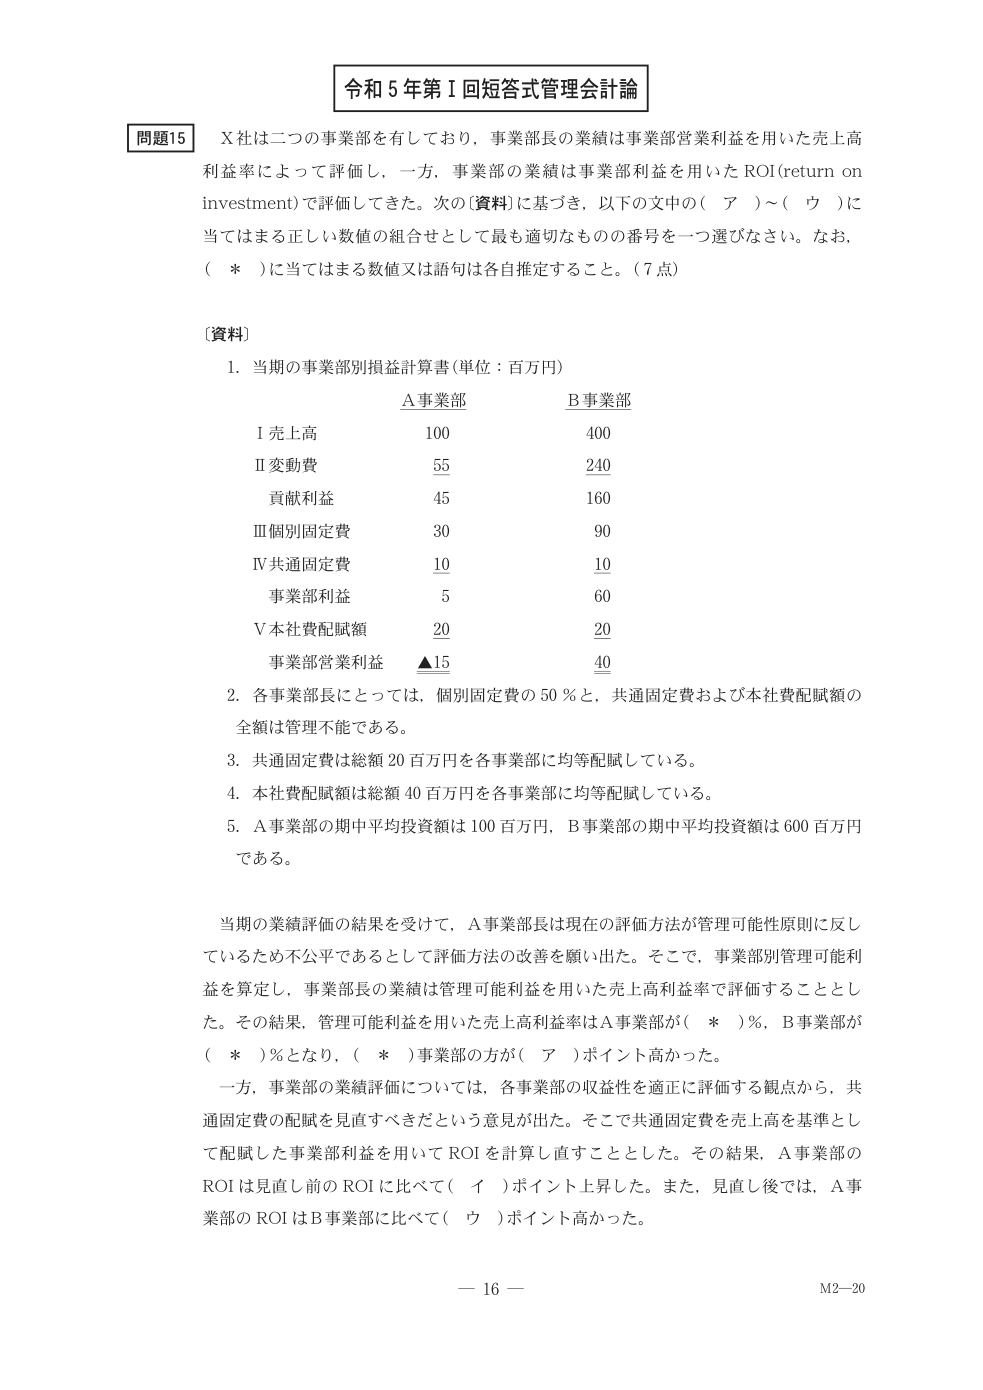 令和5年第Ⅰ回短答式管理会計論
問題15 X社は二つの事業部を有しており，事業部長の業績は事業部営業利益を用いた売上高
利益率によって評価し，一方，事業部の業績は事業部利益を用いた ROI(return on
investment)で評価してきた。次の〔資料〕に基づき，以下の文中の( ア )～( ウ )に
当てはまる正しい数値の組合せとして最も適切なものの番号を一つ選びなさい。なお，
( ＊ )に当てはまる数値又は語句は各自推定すること。(7点)
〔資料〕
1. 当期の事業部別損益計算書(単位：百万円)
A事業部 B事業部
Ⅰ売上高 100 400
Ⅱ変動費 55 240
貢献利益 45 160
Ⅲ個別固定費 30 90
Ⅳ共通固定費 10 10
事業部利益 5 60
Ⅴ本社費配賦額 20 20
事業部営業利益 ▲15 40
2. 各事業部長にとっては，個別固定費の 50 %と，共通固定費および本社費配賦額の
全額は管理不能である。
3. 共通固定費は総額 20 百万円を各事業部に均等配賦している。
4. 本社費配賦額は総額 40 百万円を各事業部に均等配賦している。
5. A事業部の期中平均投資額は 100 百万円，B事業部の期中平均投資額は 600 百万円
である。
当期の業績評価の結果を受けて，A事業部長は現在の評価方法が管理可能性原則に反し
ているため不公平であるとして評価方法の改善を願い出た。そこで，事業部別管理可能利
益を算定し，事業部長の業績は管理可能利益を用いた売上高利益率で評価することとし
た。その結果，管理可能利益を用いた売上高利益率はA事業部が( ＊ )%，B事業部が
( ＊ )%となり，( ＊ )事業部の方が( ア )ポイント高かった。
一方，事業部の業績評価については，各事業部の収益性を適正に評価する観点から，共
通固定費の配賦を見直すべきだという意見が出た。そこで共通固定費を売上高を基準とし
て配賦した事業部利益を用いて ROI を計算し直すこととした。その結果，A事業部の
ROI は見直し前の ROI に比べて( イ )ポイント上昇した。また，見直し後では，A事
業部の ROI はB事業部に比べて( ウ )ポイント高かった。
― 16 ―
M2―20